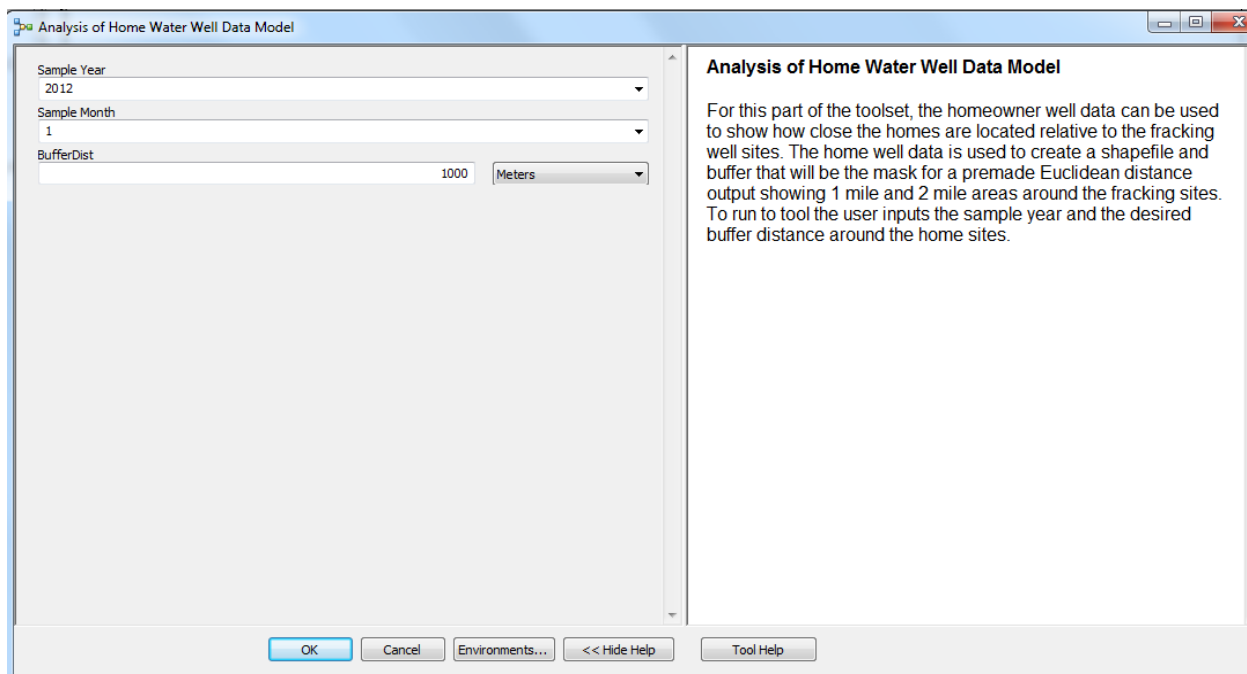 Analysis of Home Water Well Data Model
Sample Year
2012
Sample Month
1
BufferDist
1000 Meters
Analysis of Home Water Well Data Model
For this part of the toolset, the homeowner well data can be used
to show how close the homes are located relative to the fracking
well sites. The home well data is used to create a shapefile and
buffer that will be the mask for a premade Euclidean distance
output showing 1 mile and 2 mile areas around the fracking sites.
To run to tool the user inputs the sample year and the desired
buffer distance around the home sites.
OK Cancel Environments... << Hide Help Tool Help